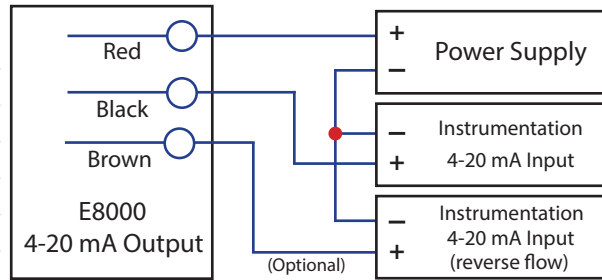 Red
Black
Brown
E8000
4-20 mA Output
(Optional)
+
−
Power Supply
−
Instrumentation
+
4-20 mA Input
−
Instrumentation
4-20 mA Input
+
(reverse flow)